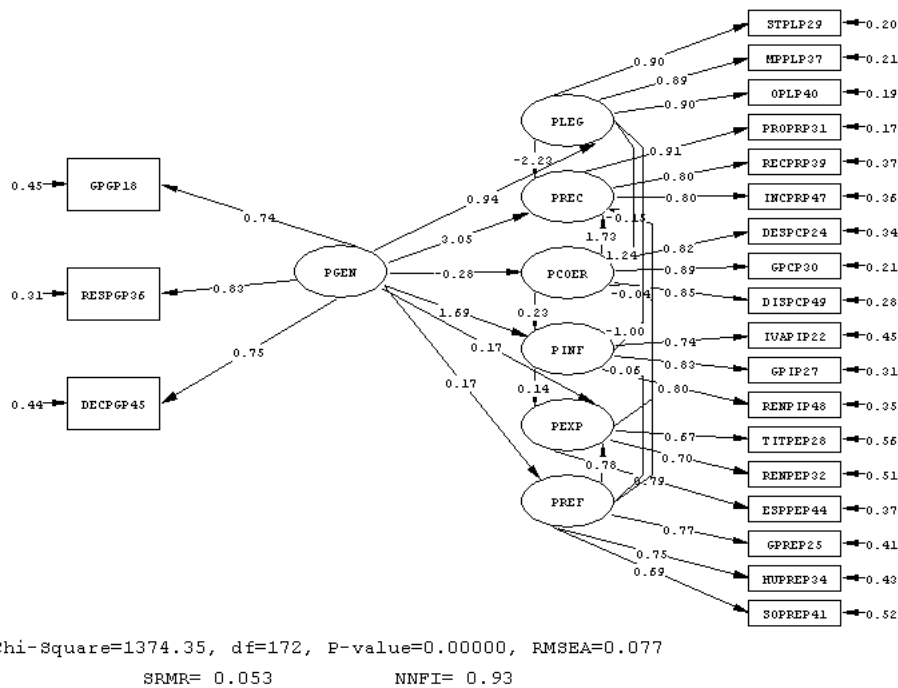 STPLP29 0.20
0.90
MPPLP37 0.21
0.89
OPLP40 0.19
0.90
PLEG
PROPRP31 0.17
0.91
-2.23
RECPRP39 0.37
0.80
0.45 GPGP18
PREC
INCPRP47 0.36
0.94
0.80
0.74
-0.15
DESPCP24 0.34
3.05
1.73
1.24
0.82
PGEN
0.28
PCOER
0.89
GPCP30 0.21
0.31 RESPGP36
0.83
-0.04
0.85
DISPCP49 0.28
1.69
0.23
-1.00
IVAPIP22 0.45
0.74
0.17
PINF
0.75
0.83
GPIP27 0.31
0.17
0.14
0.80
0.44 DECPGP45
RENPIP48 0.35
PEXP
0.67
TITPEP28 0.56
0.78
0.70
RENPEP32 0.51
0.79
PREF
ESPPEP44 0.37
0.77
GPREP25 0.41
0.75
0.69
HUPREP34 0.43
SOPREP41 0.52
Chi-Square=1374.35, df=172, P-value=0.00000, RMSEA=0.077
SRMR= 0.053 NNFI= 0.93